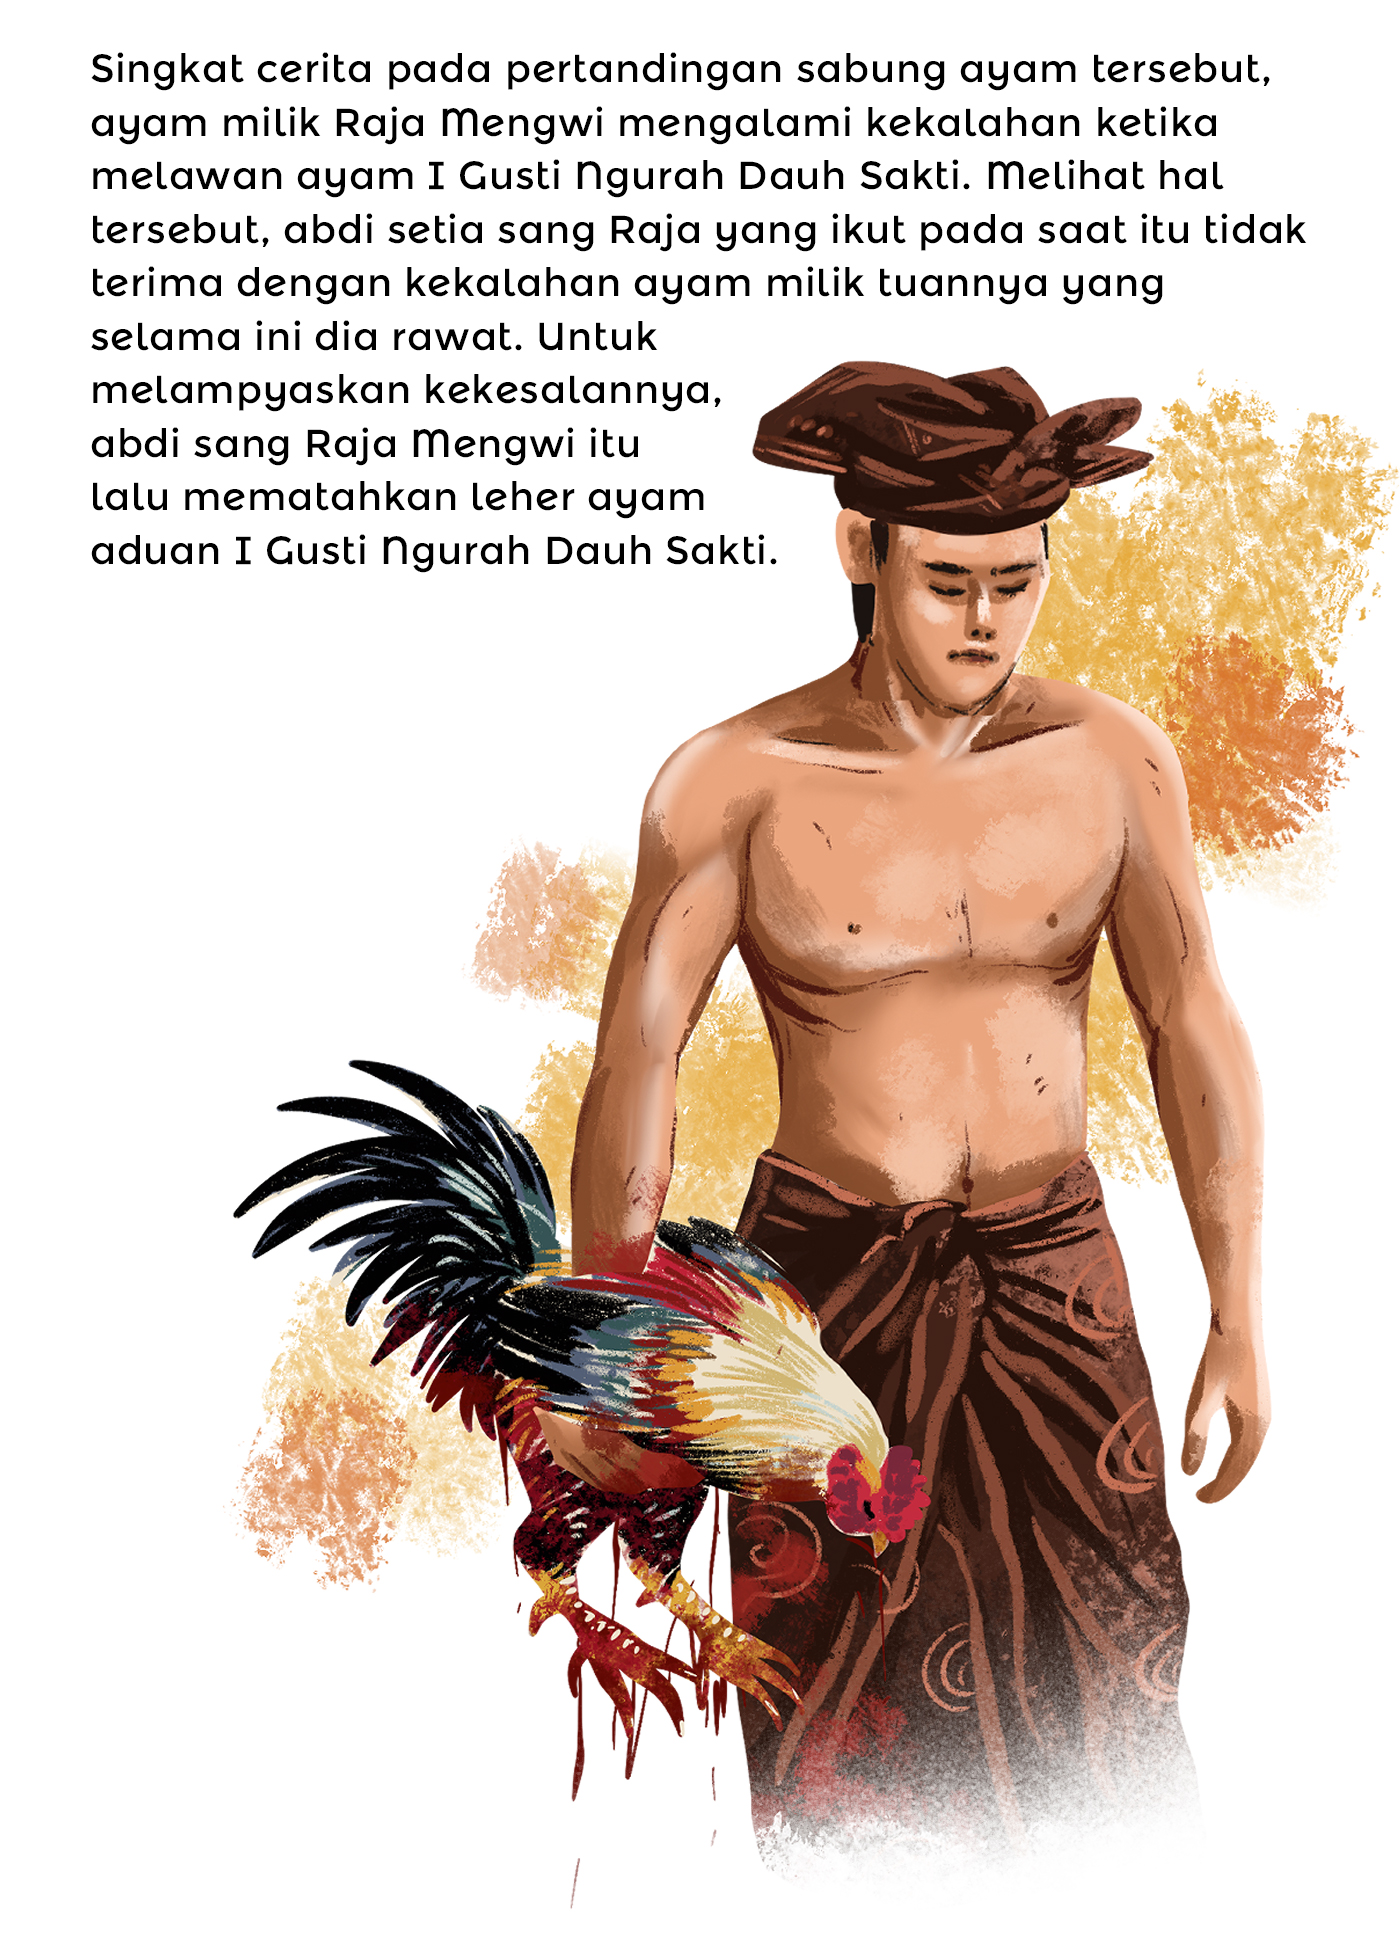 Singkat cerita pada pertandingan sabung ayam tersebut,
ayam milik Raja Mengwi mengalami kekalahan ketika
melawan ayam I Gusti Ngurah Dauh Sakti. Melihat hal
tersebut, abdi setia sang Raja yang ikut pada saat itu tidak
terima dengan kekalahan ayam milik tuannya yang
selama ini dia rawat. Untuk
melampyaskan kekesalannya,
abdi sang Raja Mengwi itu
lalu mematahkan leher ayam
aduan I Gusti Ngurah Dauh Sakti.